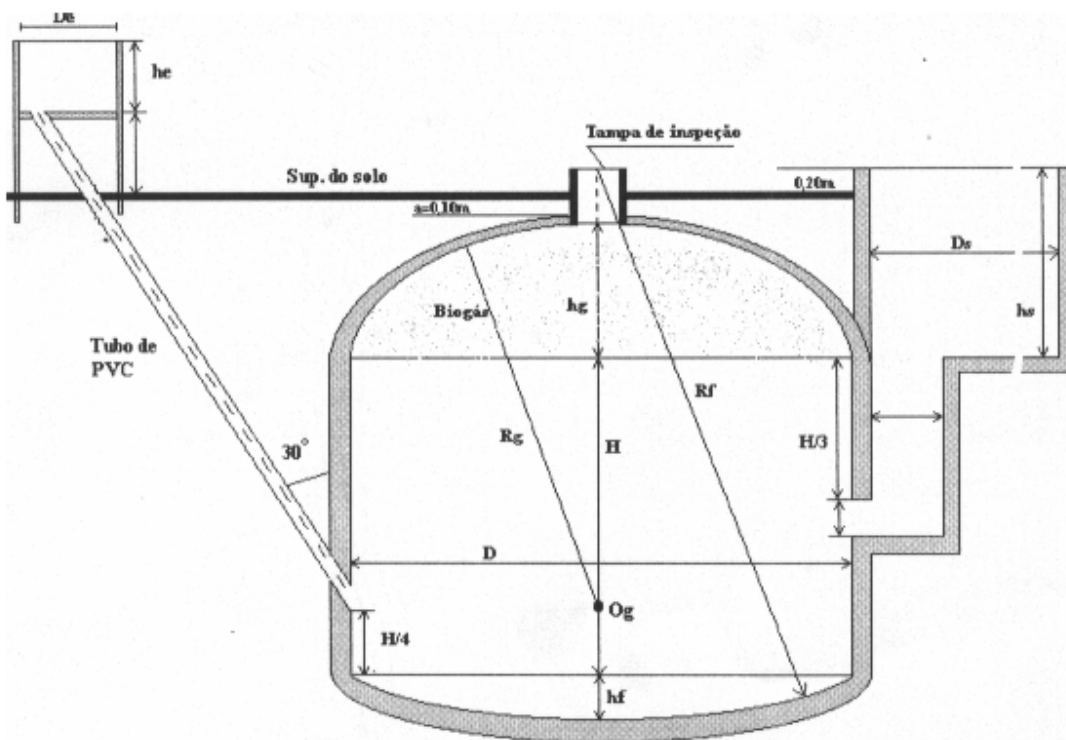 De
he
Tampa de inspeção
Sup. do solo
0,20m
a=0,10m
Ds
hg
Biogás
hs
Tubo de
PVC
Rf
Rg
H
H/3
30°
D
Og
H/4
hf